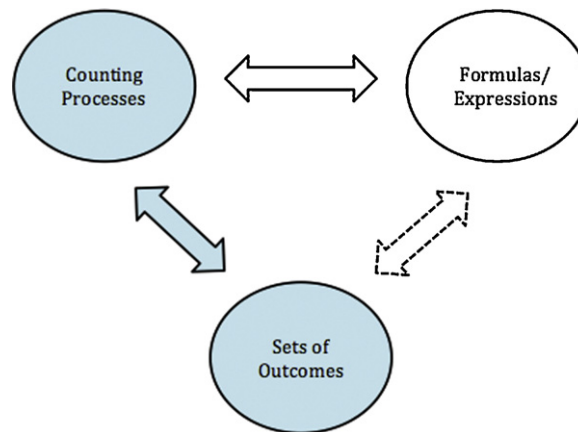 Counting
Processes
Formulas/
Expressions
Sets of
Outcomes